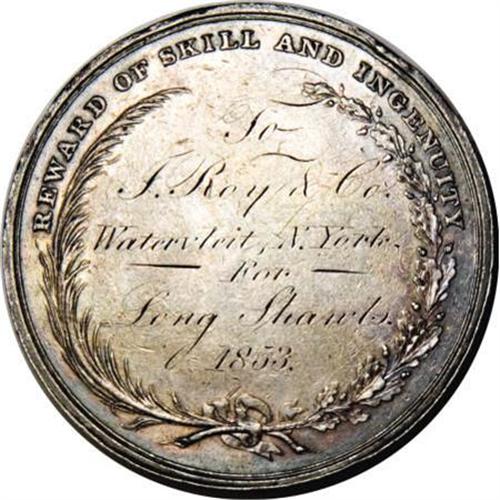 REWARD OF SKILL AND INGENUITY
To
J. Roy & Co.
Watervleit, N. York.
For
Long Shawls.
1853.